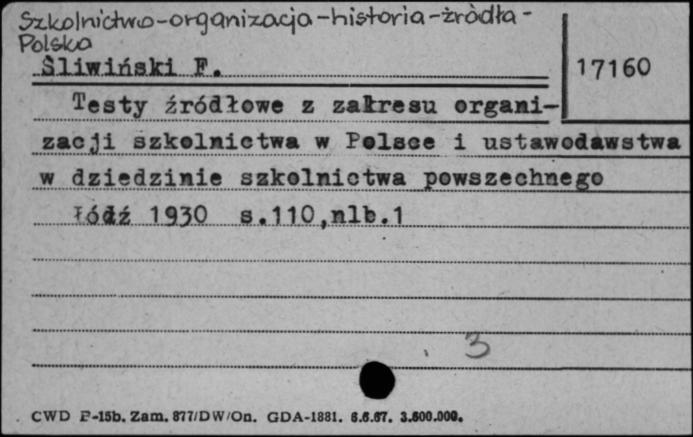 Szkolnictwo-organizacja-historia-żródła-
Polska
Śliwiński F.
17160
Testy źródłowe z zakresu organi-
zacji szkolnictwa w Polsce i ustawodawstwa
w dziedzinie szkolnictwa powszechnego
Łódź 1930 s.110,nlb.1
3
CWD P-15b. Zam. 877/DW/On. GDA-1881. 6.6.67. 3.600.000.